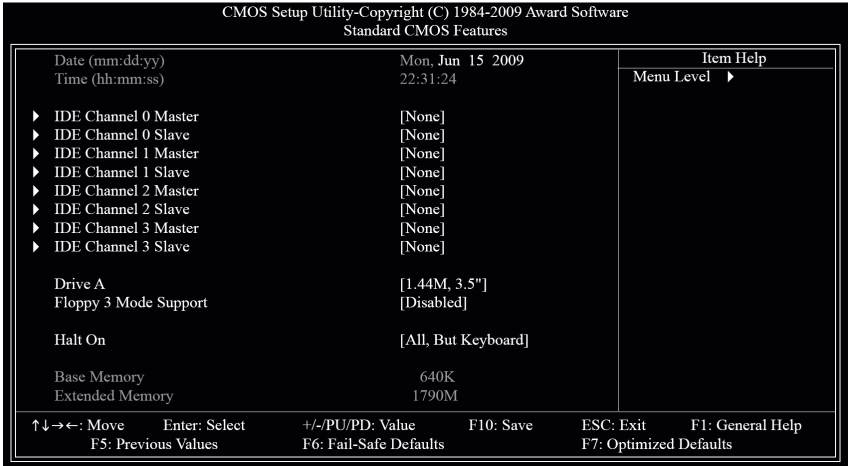 CMOS Setup Utility-Copyright (C) 1984-2009 Award Software
Standard CMOS Features
Date (mm:dd:yy) Mon, Jun 15 2009
Time (hh:mm:ss) 22:31:24
IDE Channel 0 Master [None]
IDE Channel 0 Slave [None]
IDE Channel 1 Master [None]
IDE Channel 1 Slave [None]
IDE Channel 2 Master [None]
IDE Channel 2 Slave [None]
IDE Channel 3 Master [None]
IDE Channel 3 Slave [None]
Drive A [1.44M, 3.5"]
Floppy 3 Mode Support [Disabled]
Halt On [All, But Keyboard]
Base Memory 640K
Extended Memory 1790M
Item Help
Menu Level ▶
↑↓→←: Move Enter: Select +/-/PU/PD: Value F10: Save ESC: Exit F1: General Help
F5: Previous Values F6: Fail-Safe Defaults F7: Optimized Defaults